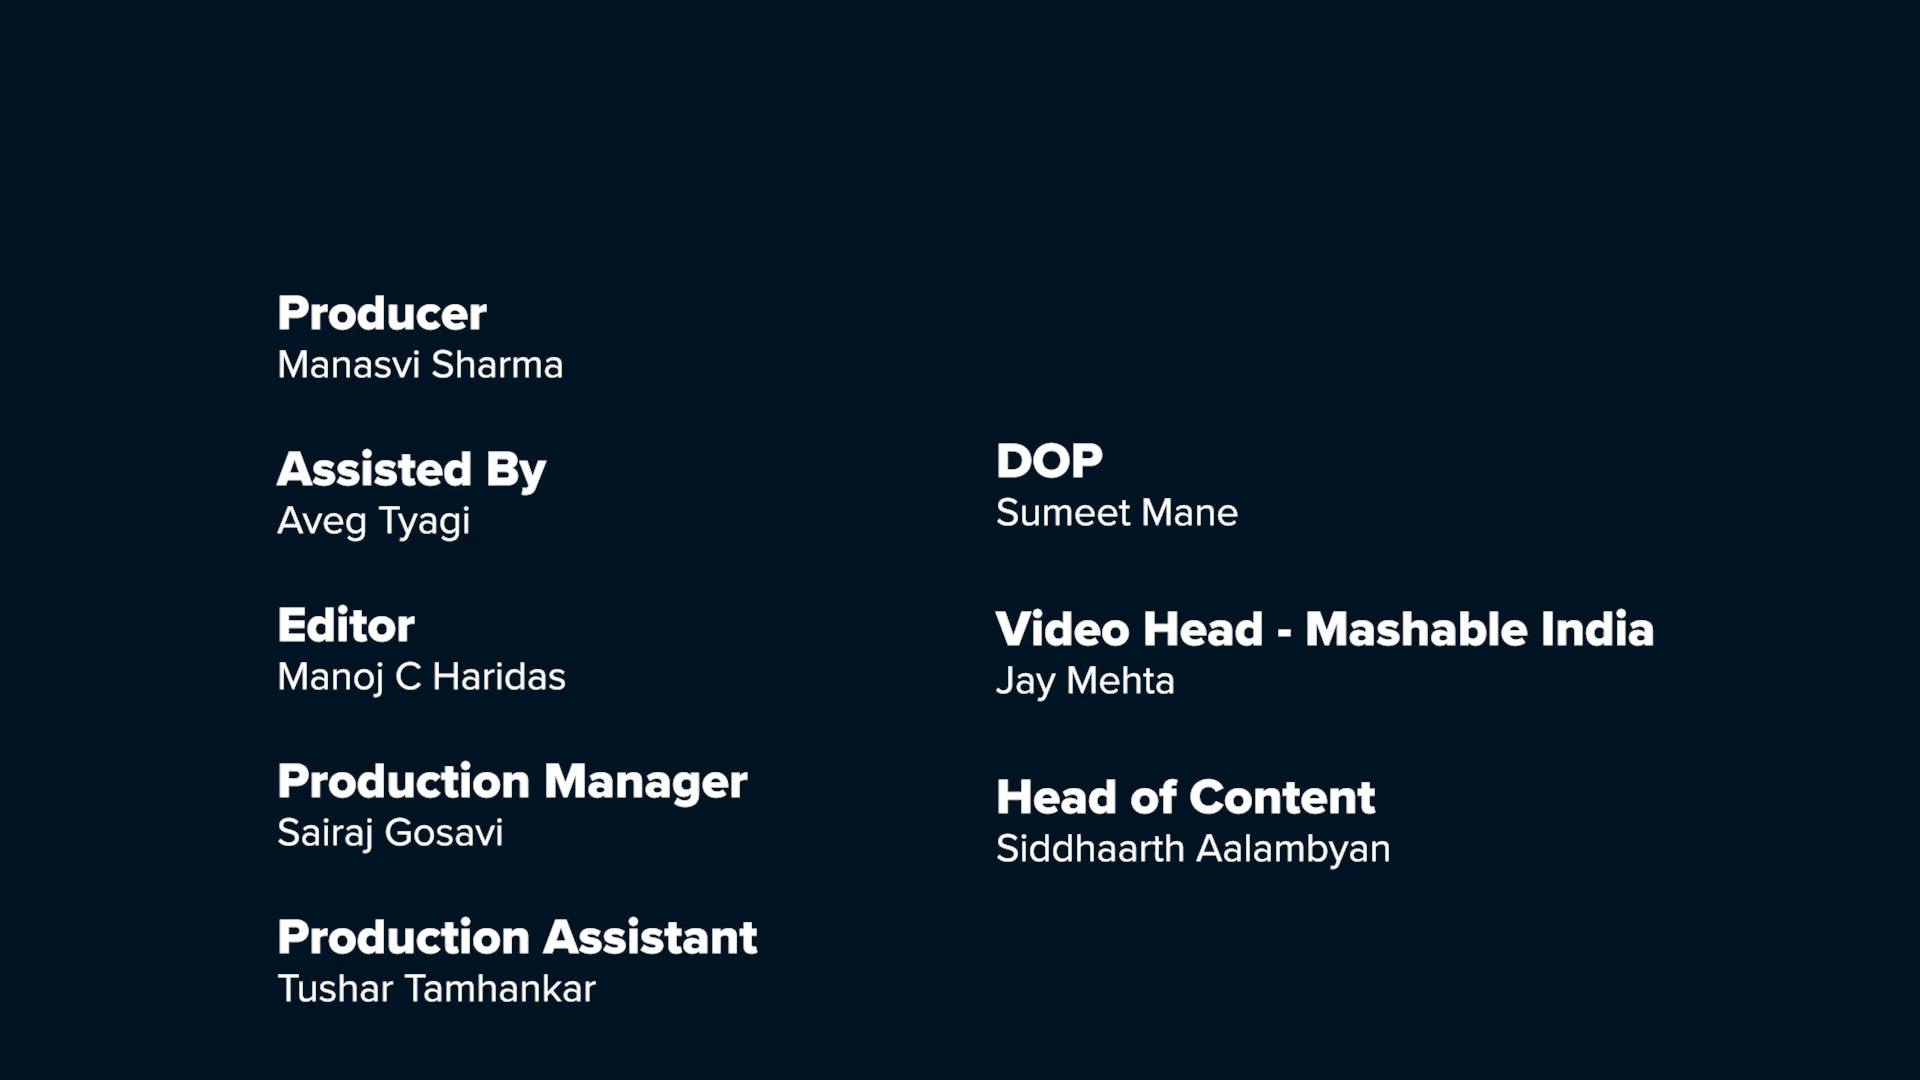 Producer
Manasvi Sharma
Assisted By
Aveg Tyagi
Editor
Manoj C Haridas
Production Manager
Sairaj Gosavi
Production Assistant
Tushar Tamhankar
DOP
Sumeet Mane
Video Head - Mashable India
Jay Mehta
Head of Content
Siddhaarth Aalambyan